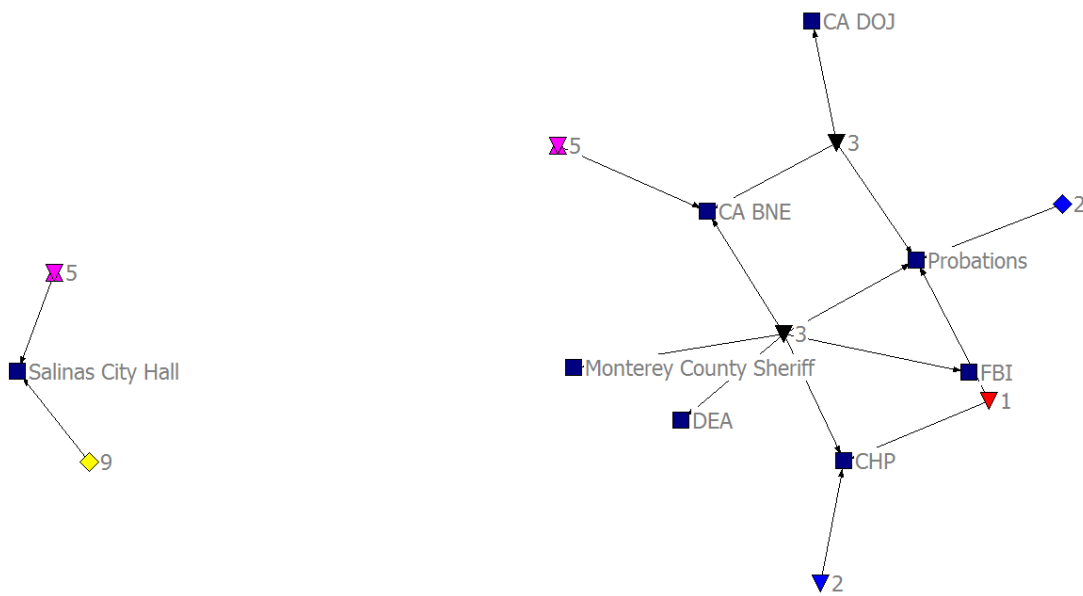 CA DOJ
3
5
CA BNE
2
Probations
5
3
Monterey County Sheriff
Salinas City Hall
FBI
1
DEA
CHP
9
2